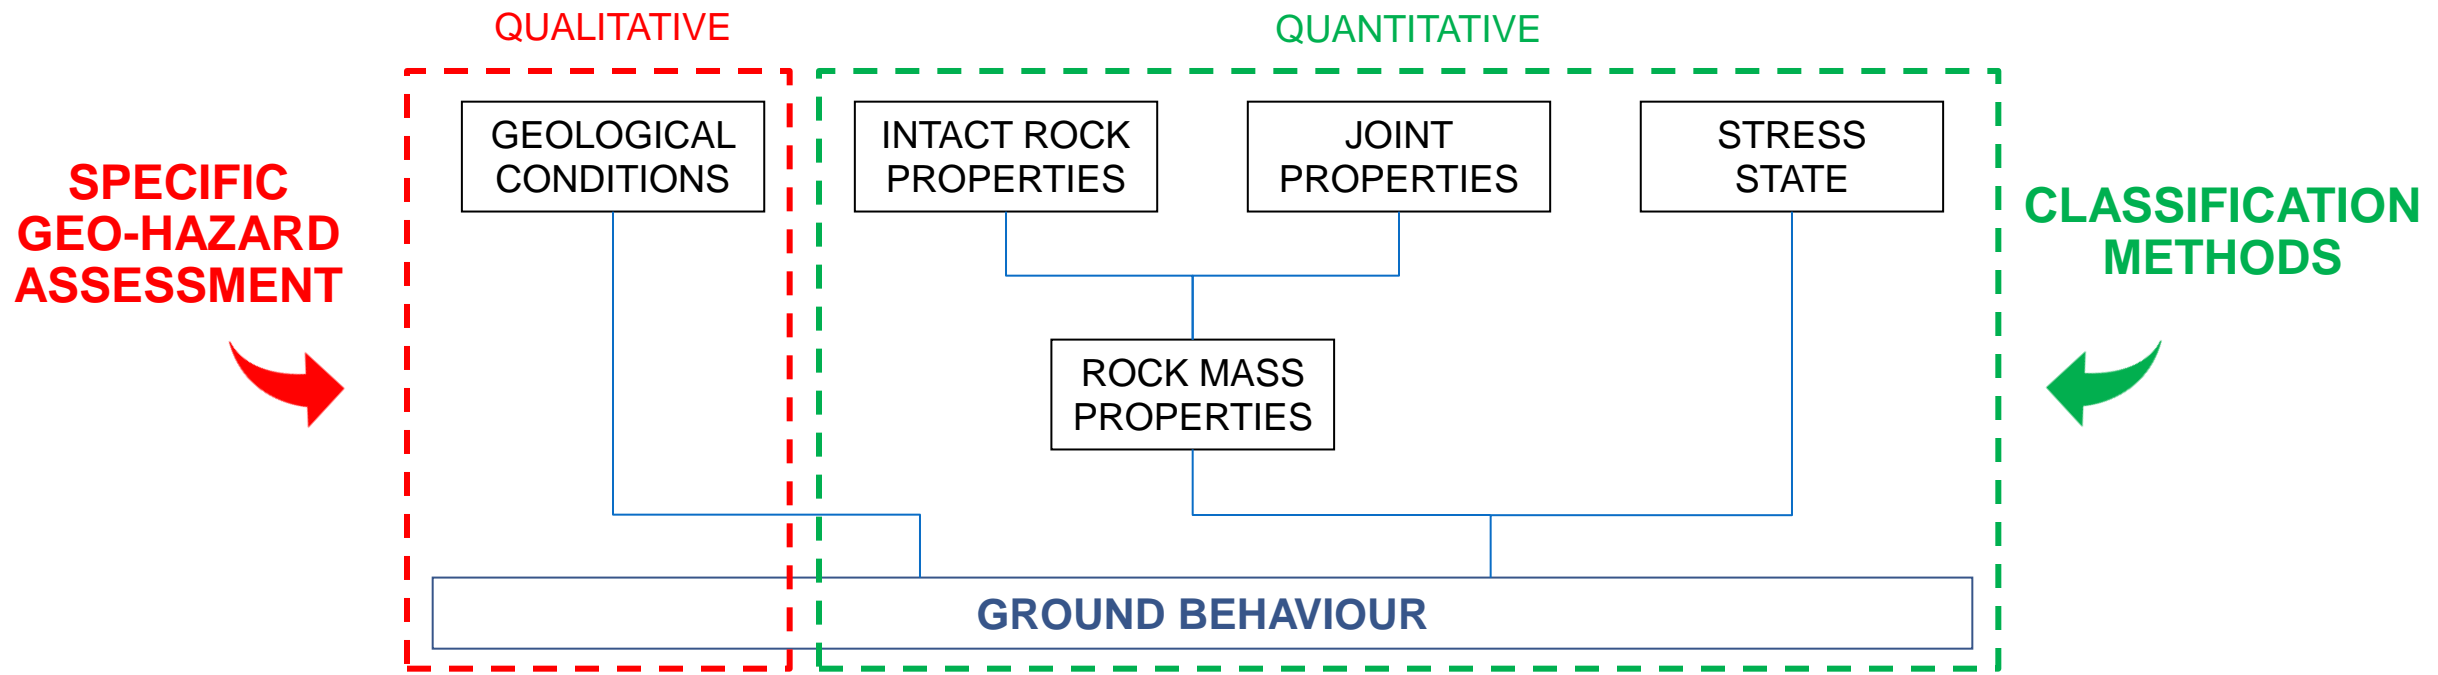 QUALITATIVE
QUANTITATIVE
SPECIFIC
GEO-HAZARD
ASSESSMENT
GEOLOGICAL
CONDITIONS
INTACT ROCK
PROPERTIES
JOINT
PROPERTIES
STRESS
STATE
CLASSIFICATION
METHODS
ROCK MASS
PROPERTIES
GROUND BEHAVIOUR